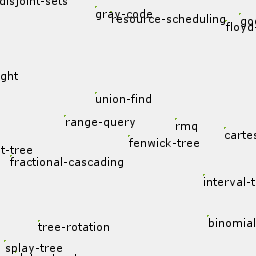 disjoint-sets
gray-code
resource-scheduling
floyd-
ght
union-find
range-query
rmq
cartes
fenwick-tree
t-tree
fractional-cascading
interval-t
binomial
tree-rotation
splay-tree